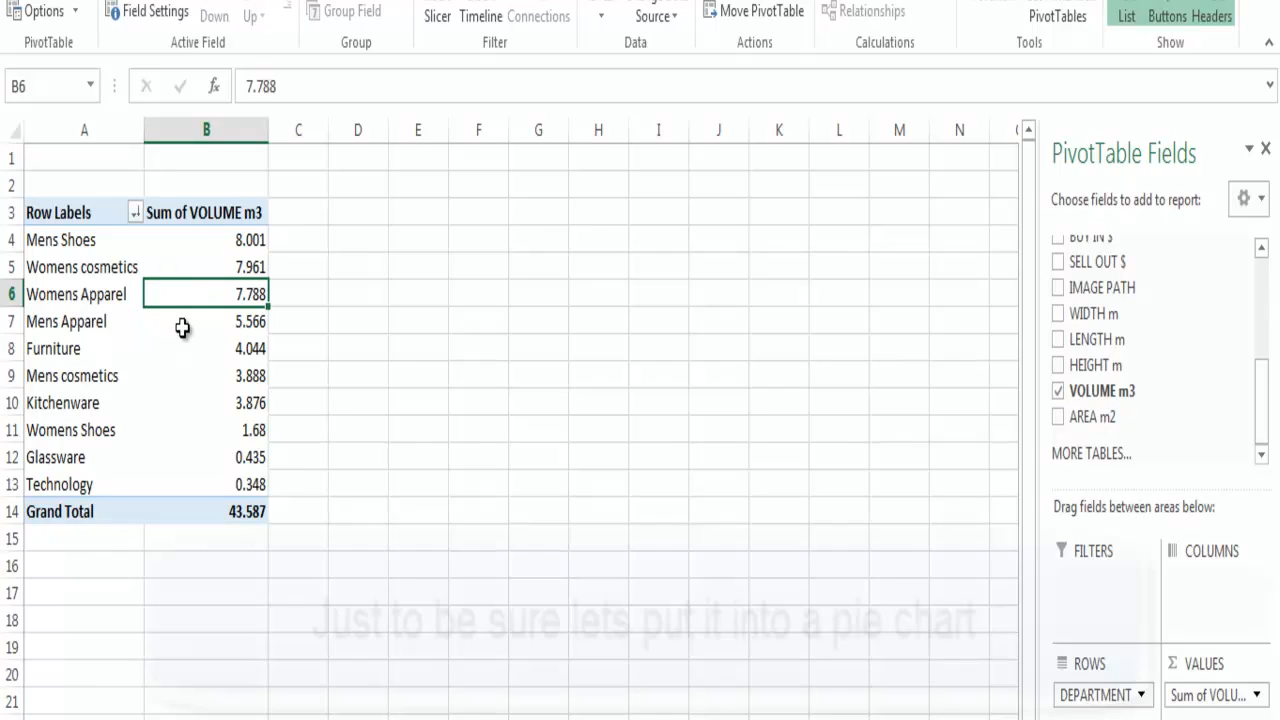 Options Field Settings Down Up Group Field Slicer Timeline Connections Source Move PivotTable Relationships PivotTables List Buttons Headers
PivotTable Active Field Group Filter Data Actions Calculations Tools Show
B6 fx 7.788
A B C D E F G H I J K L M N
PivotTable Fields
Choose fields to add to report:
1
2
3 Row Labels Sum of VOLUME m3
4 Mens Shoes 8.001
5 Womens cosmetics 7.961
6 Womens Apparel 7.788
7 Mens Apparel 5.566
8 Furniture 4.044
9 Mens cosmetics 3.888
10 Kitchenware 3.876
11 Womens Shoes 1.68
12 Glassware 0.435
13 Technology 0.348
14 Grand Total 43.587
15
16
17
18
19
20
21
Just to be sure lets put it into a pie chart
BUY IN $
SELL OUT $
IMAGE PATH
WIDTH m
LENGTH m
HEIGHT m
VOLUME m3
AREA m2
MORE TABLES...
Drag fields between areas below:
FILTERS COLUMNS
ROWS Σ VALUES
DEPARTMENT Sum of VOLU...